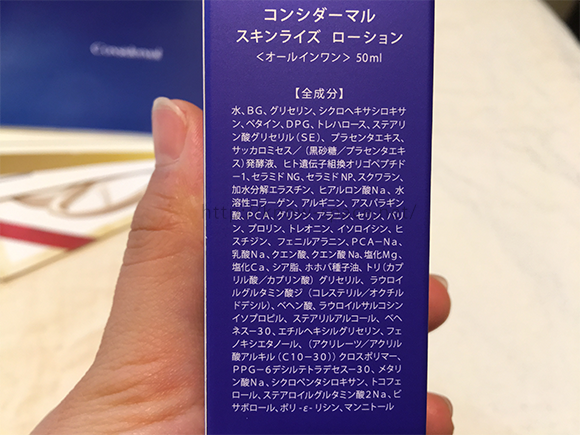 Considermal
コンシダーマル
スキンライズ ローション
＜オールインワン＞ 50ml
【全成分】
水、BG、グリセリン、シクロヘキサシロキサ
ン、ベタイン、DPG、トレハロース、ステアリ
ン酸グリセリル（SE）、プラセンタエキス、
サッカロミセス／（黒砂糖／プラセンタエキ
ス）発酵液、ヒト遺伝子組換オリゴペプチド
－1、セラミド NG、セラミド NP、スクワラン、
加水分解エラスチン、ヒアルロン酸Na、水
溶性コラーゲン、アルギニン、アスパラギン
酸、PCA、グリシン、アラニン、セリン、バリ
ン、プロリン、トレオニン、イソロイシン、ヒ
スチジン、フェニルアラニン、PCA－Na、
乳酸Na、クエン酸、クエン酸 Na、塩化Mg、
塩化Ca、シア脂、ホホバ種子油、トリ（カプ
リル酸／カプリン酸）グリセリル、ラウロイ
ルグルタミン酸ジ（コレステリル／オクチルド
デシル）、ベヘン酸、ラウロイルサルコシン
イソプロピル、ステアリルアルコール、ベヘ
ネス－30、エチルヘキシルグリセリン、フェ
ノキシエタノール、（アクリレーツ／アクリル
酸アルキル（C10－30））クロスポリマー、
PPG－6デシルテトラデセス－30、メタリ
ン酸Na、シクロペンタシロキサン、トコフェ
ロール、ステアロイルグルタミン酸2Na、ビ
サボロール、ポリ -ε- リシン、マンニトール